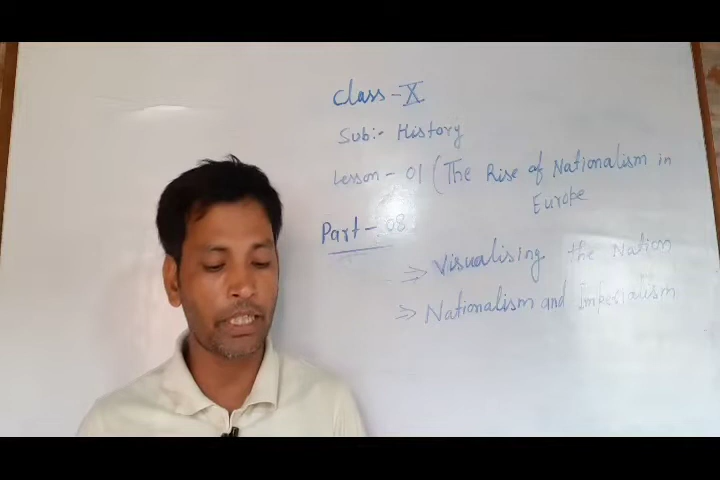 Class - X
Sub:- History
Lesson - 01 (The Rise of Nationalism in
Europe
Part - 08
⇒ Visualising the Nation
⇒ Nationalism and Imperialism